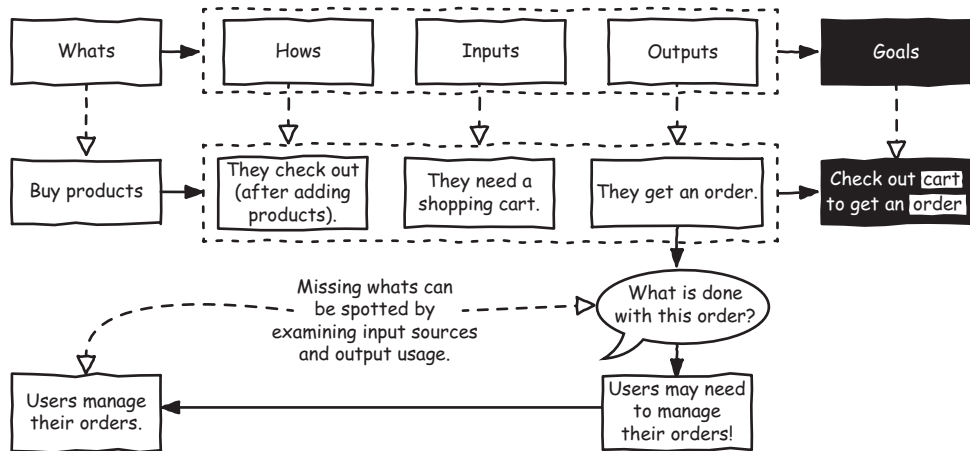 Whats
Hows
Inputs
Outputs
Goals
Buy products
They check out
(after adding
products).
They need a
shopping cart.
They get an order.
Check out cart
to get an order
Missing whats can
be spotted by
examining input sources
and output usage.
What is done
with this order?
Users manage
their orders.
Users may need
to manage
their orders!